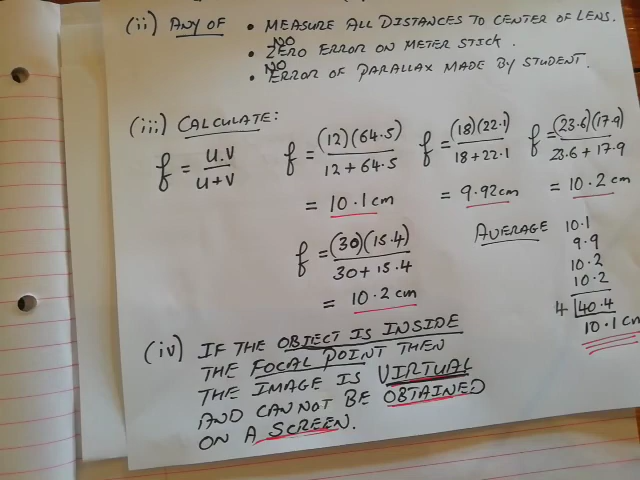 (ii) ANY OF • MEASURE ALL DISTANCES TO CENTER OF LENS.
• NO ZERO ERROR ON METER STICK.
• NO ERROR OF PARALLAX MADE BY STUDENT.
(iii) CALCULATE:
f = u.v / u+v
f = (12)(64.5) / 12 + 64.5
= 10.1 cm
f = (18)(22.1) / 18 + 22.1
= 9.92cm
f = (23.6)(17.9) / 23.6 + 17.9
= 10.2 cm
f = (30)(15.4) / 30 + 15.4
= 10.2 cm
AVERAGE 10.1
9.9
10.2
10.2
4 | 40.4
10.1 cm
(iv) IF THE OBJECT IS INSIDE
THE FOCAL POINT THEN
THE IMAGE IS VIRTUAL
AND CANNOT BE OBTAINED
ON A SCREEN.